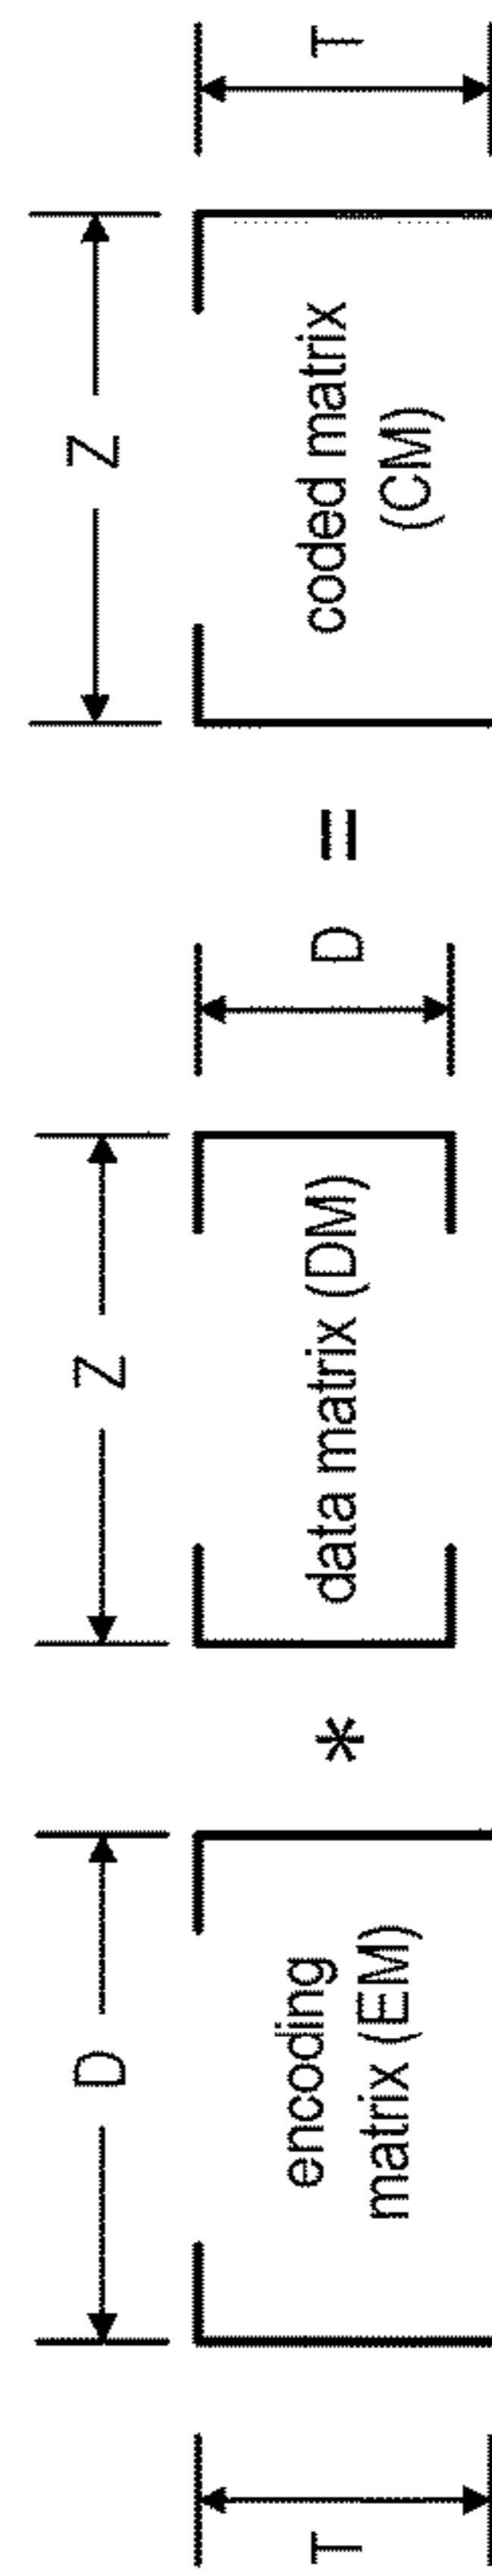 D
Z
Z
T
encoding
matrix (EM)
*
data matrix (DM)
D
=
coded matrix
(CM)
T